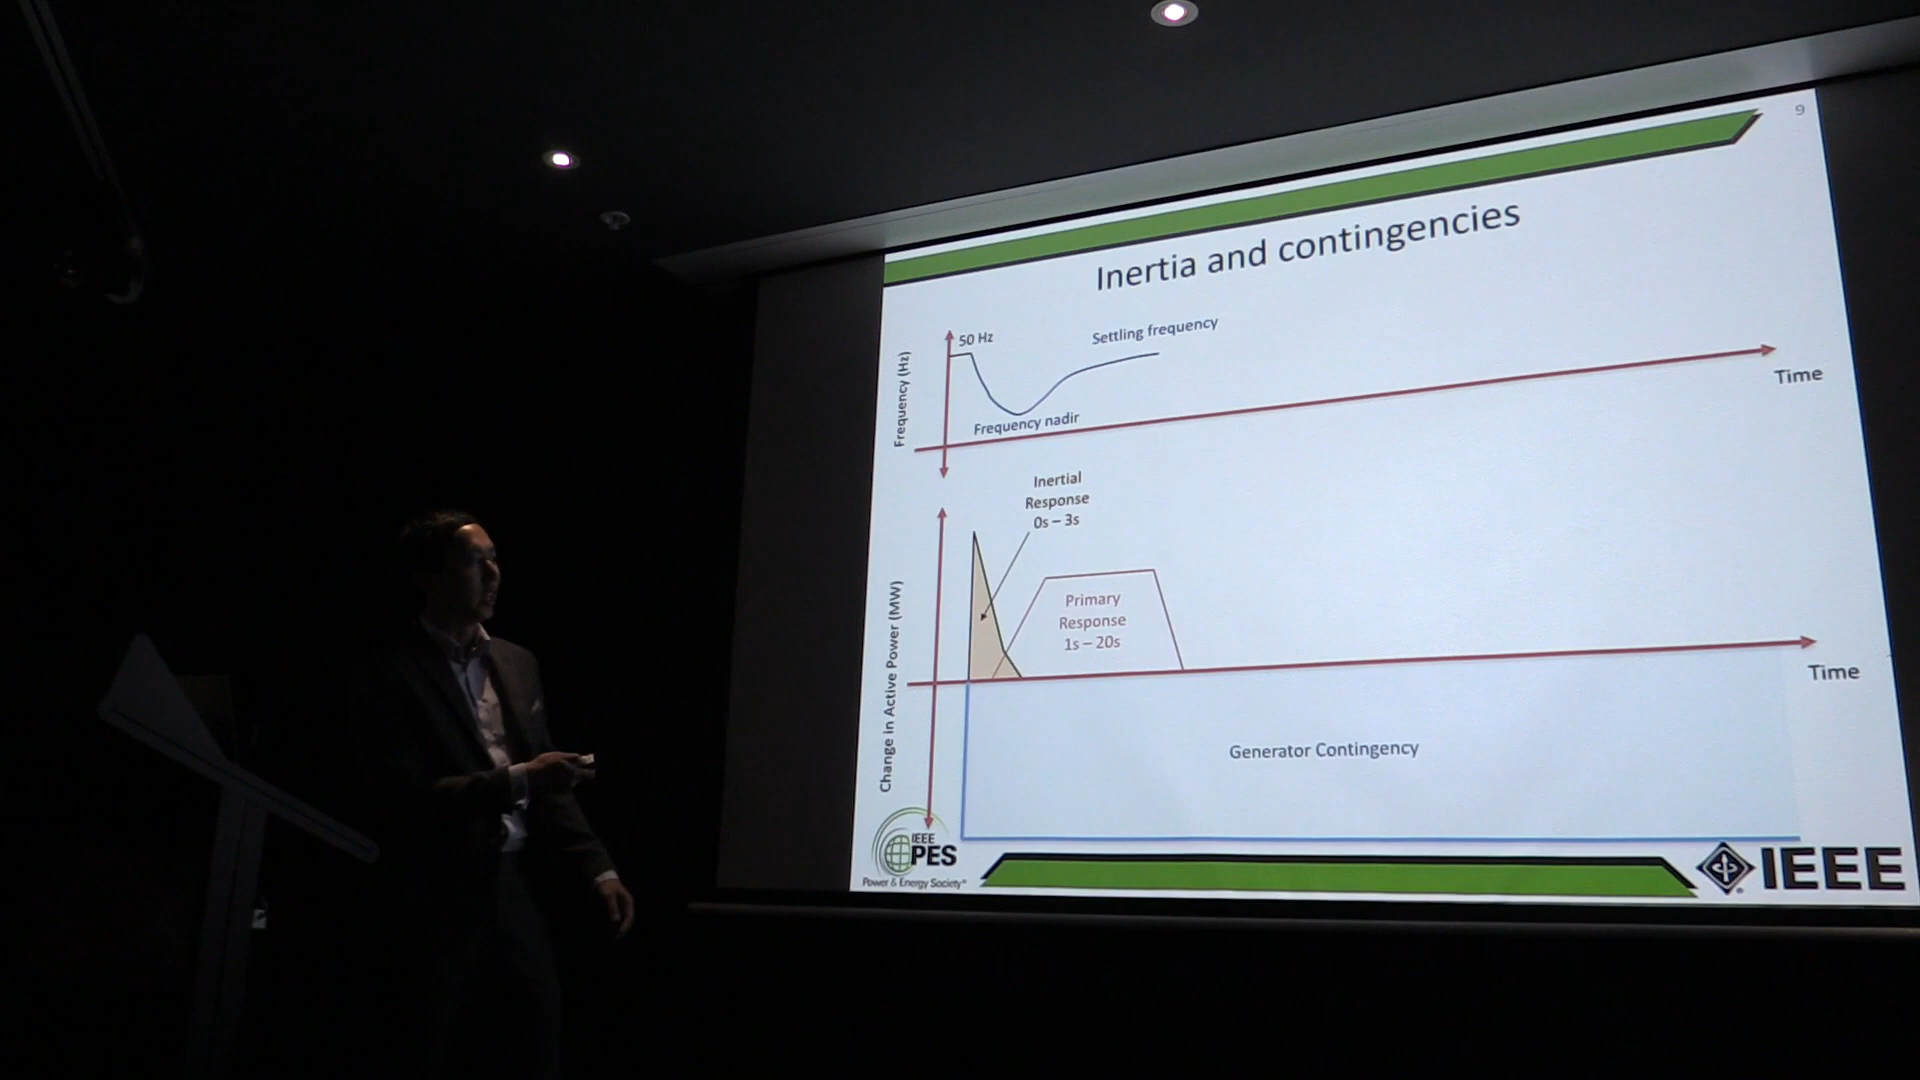 9
Inertia and contingencies
50 Hz
Settling frequency
Frequency (Hz)
Time
Frequency nadir
Inertial
Response
0s – 3s
Primary
Response
1s – 20s
Change in Active Power (MW)
Time
Generator Contingency
IEEE
PES
Power & Energy Society®
IEEE